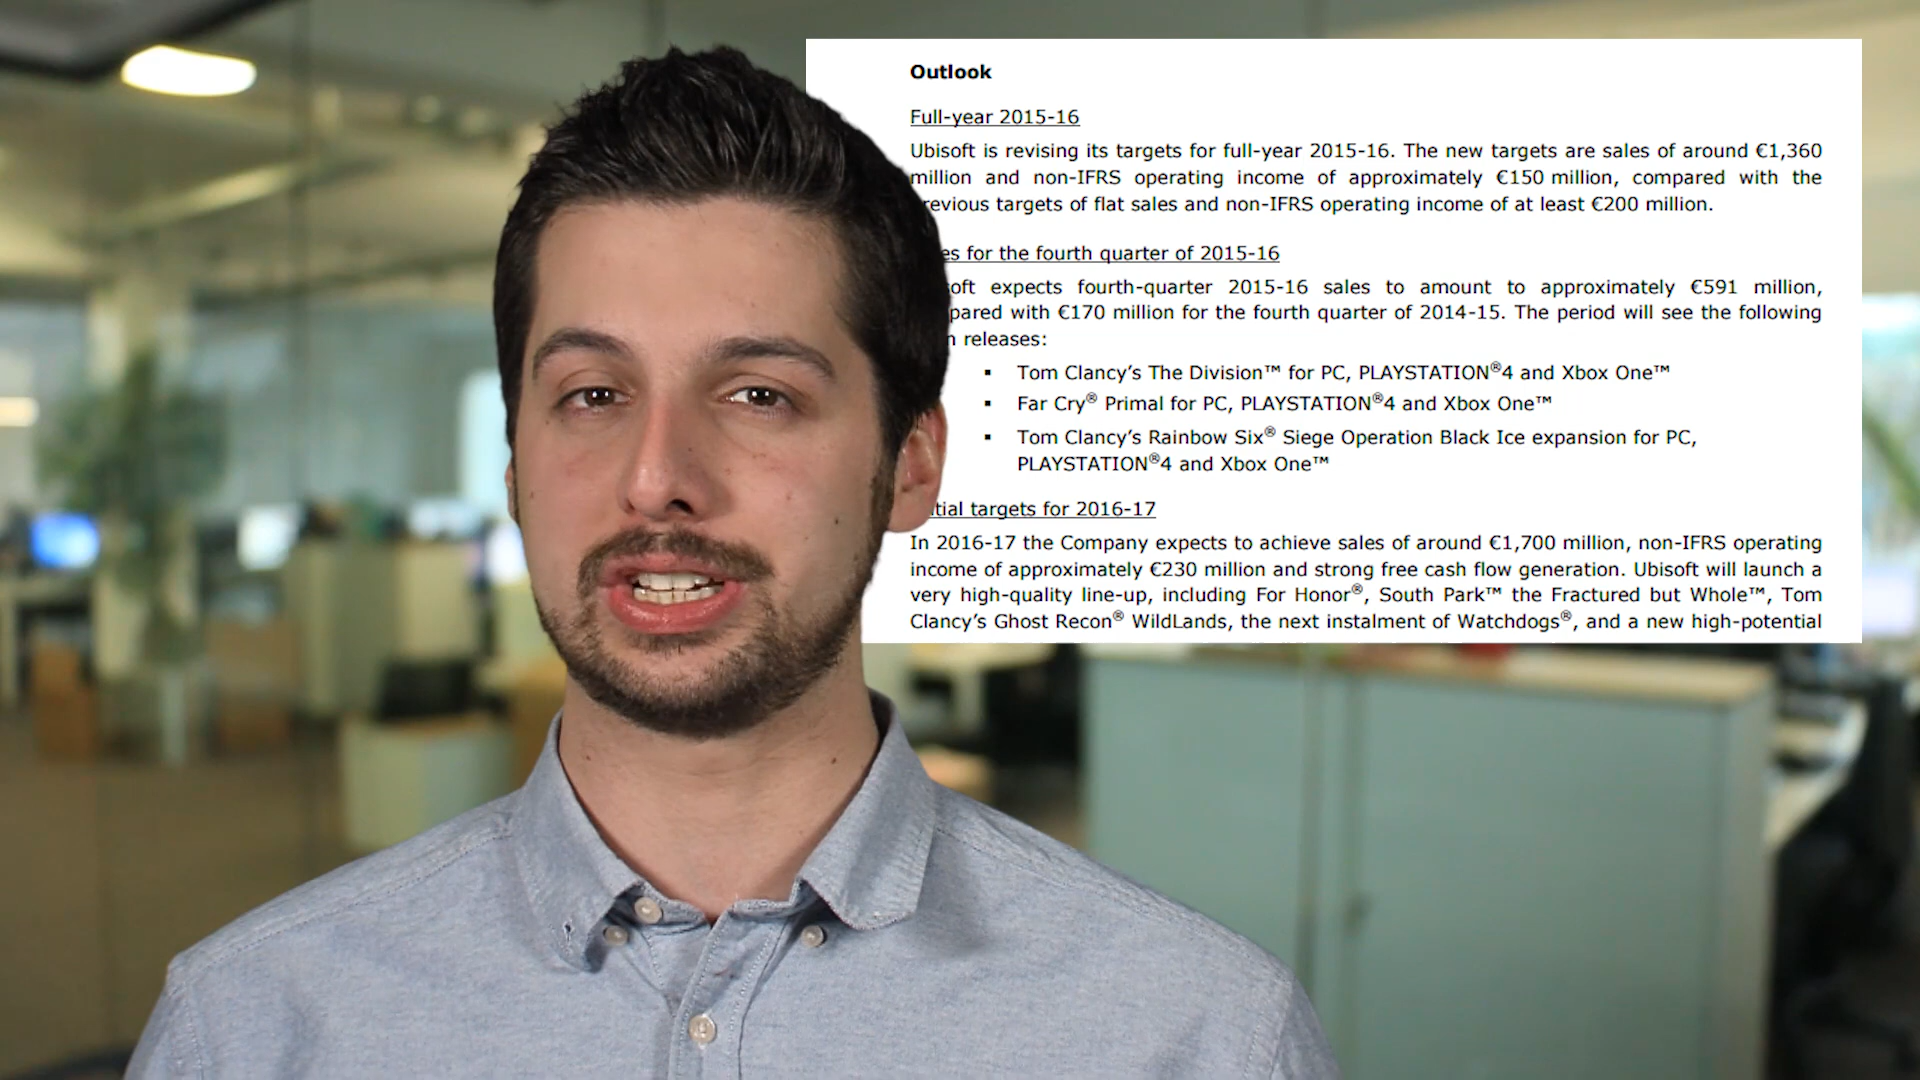 Outlook
Full-year 2015-16
Ubisoft is revising its targets for full-year 2015-16. The new targets are sales of around €1,360
million and non-IFRS operating income of approximately €150 million, compared with the
revious targets of flat sales and non-IFRS operating income of at least €200 million.
es for the fourth quarter of 2015-16
oft expects fourth-quarter 2015-16 sales to amount to approximately €591 million,
pared with €170 million for the fourth quarter of 2014-15. The period will see the following
releases:
▪ Tom Clancy's The Division™ for PC, PLAYSTATION®4 and Xbox One™
▪ Far Cry® Primal for PC, PLAYSTATION®4 and Xbox One™
▪ Tom Clancy's Rainbow Six® Siege Operation Black Ice expansion for PC,
PLAYSTATION®4 and Xbox One™
tial targets for 2016-17
In 2016-17 the Company expects to achieve sales of around €1,700 million, non-IFRS operating
income of approximately €230 million and strong free cash flow generation. Ubisoft will launch a
very high-quality line-up, including For Honor®, South Park™ the Fractured but Whole™, Tom
Clancy's Ghost Recon® WildLands, the next instalment of Watchdogs®, and a new high-potential